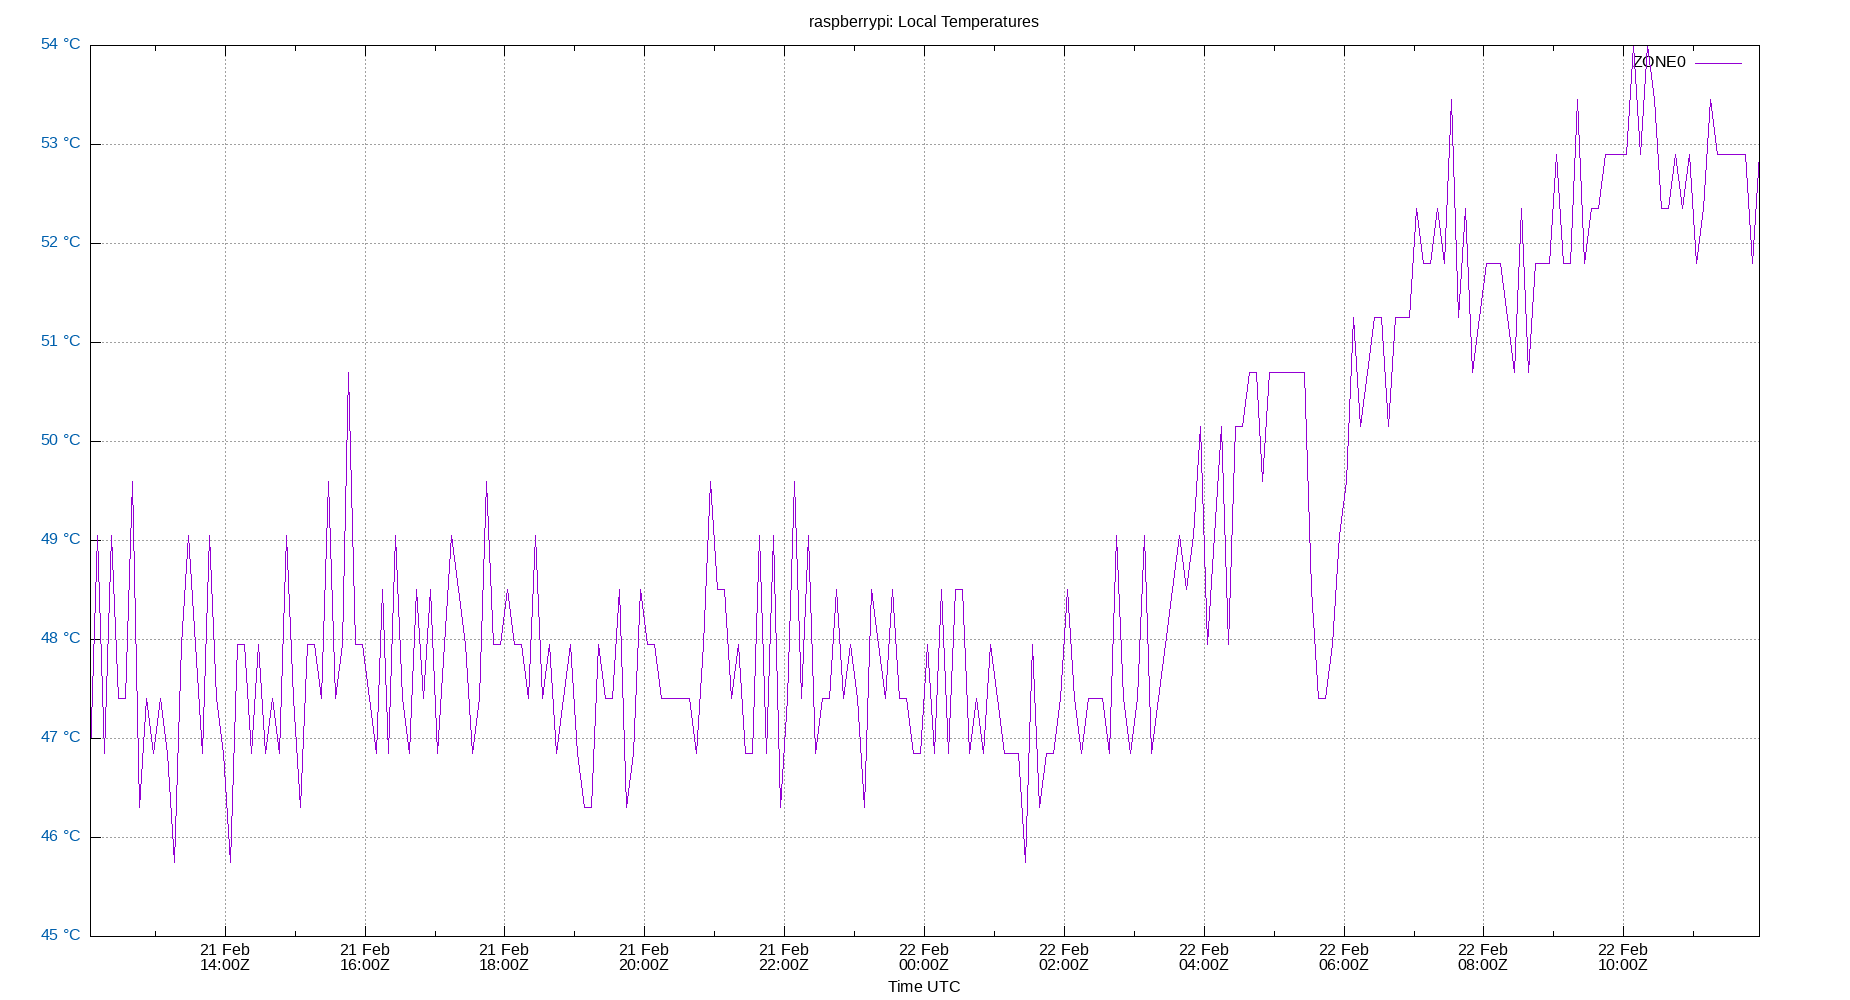 raspberrypi: Local Temperatures
54 °C
ZONE0
53 °C
52 °C
51 °C
50 °C
49 °C
48 °C
47 °C
46 °C
45 °C
21 Feb 21 Feb 21 Feb 21 Feb 21 Feb 22 Feb 22 Feb 22 Feb 22 Feb 22 Feb 22 Feb
14:00Z 16:00Z 18:00Z 20:00Z 22:00Z 00:00Z 02:00Z 04:00Z 06:00Z 08:00Z 10:00Z
Time UTC